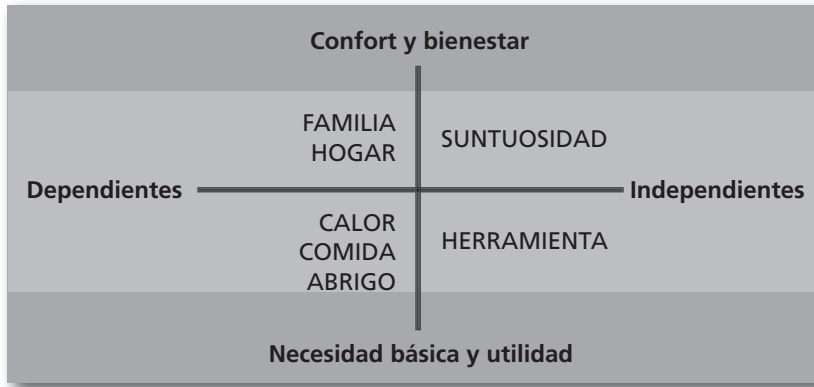 Confort y bienestar
FAMILIA
HOGAR
SUNTUOSIDAD
Dependientes
Independientes
CALOR
COMIDA
ABRIGO
HERRAMIENTA
Necesidad básica y utilidad